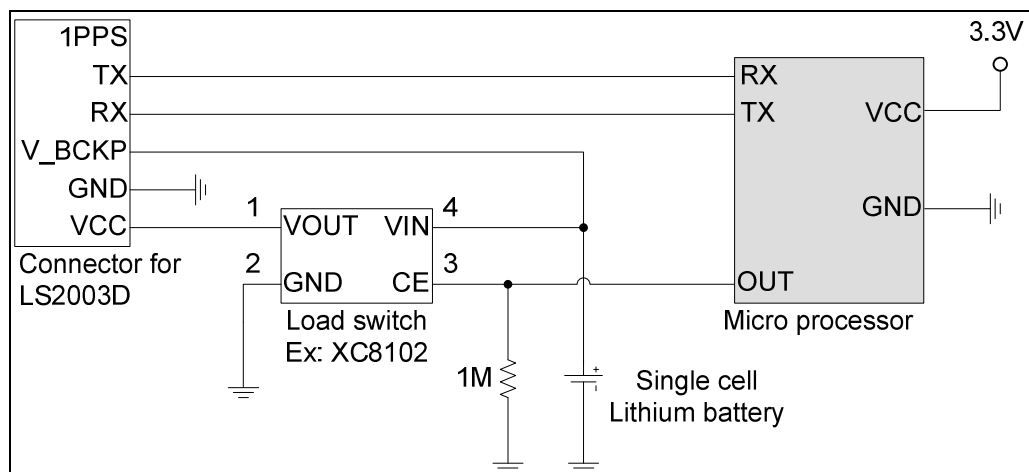 1PPS
TX
RX
V_BCKP
GND
VCC
Connector for
LS2003D
1
2
VOUT
GND
VIN
CE
4
3
Load switch
Ex: XC8102
1M
+
-
Single cell
Lithium battery
RX
TX
VCC
GND
OUT
Micro processor
3.3V